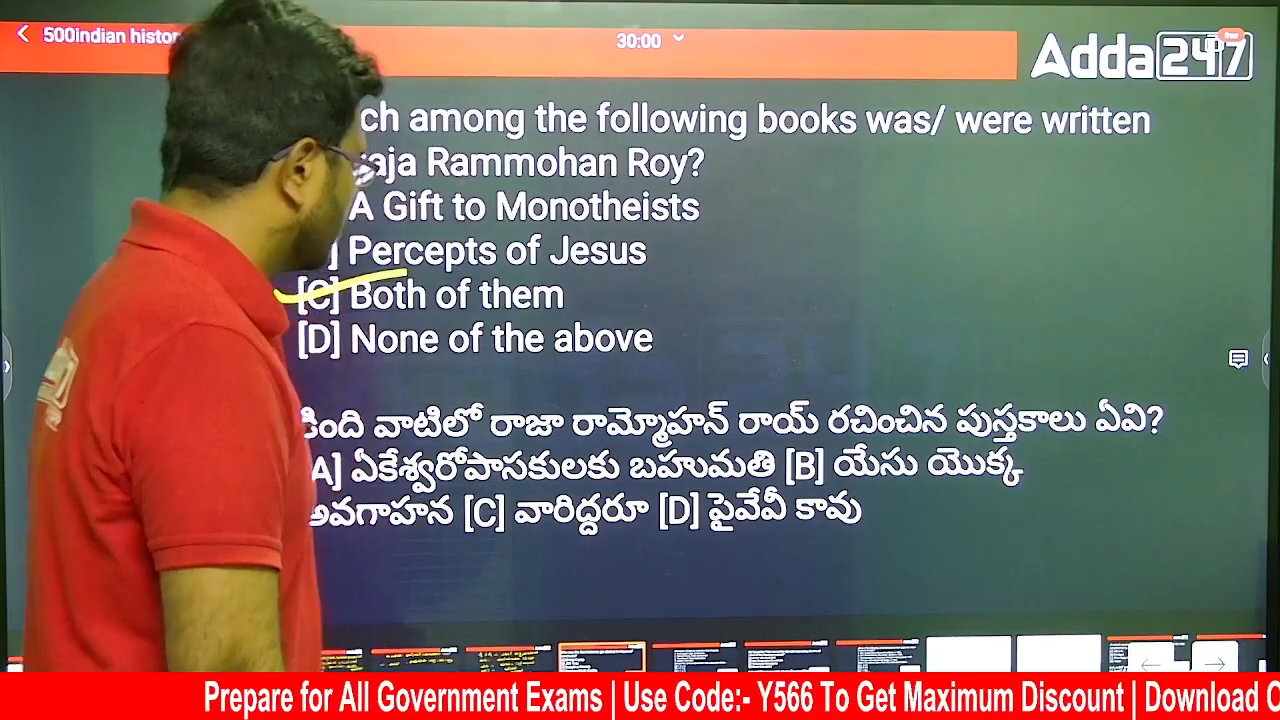 500indian histor
30:00
Adda247
free
ch among the following books was/ were written
aja Rammohan Roy?
A Gift to Monotheists
] Percepts of Jesus
[C] Both of them
[D] None of the above
కింది వాటిలో రాజా రామ్మోహన్ రాయ్ రచించిన పుస్తకాలు ఏవి?
A] ఏకేశ్వరోపాసకులకు బహుమతి [B] యేసు యొక్క
అవగాహన [C] వారిద్దరూ [D] పైవేవీ కావు
Prepare for All Government Exams | Use Code:- Y566 To Get Maximum Discount | Download